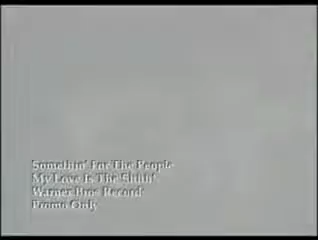 Somethin' For The People
My Love Is The Shhh!
Warner Bros Records
Promo Only